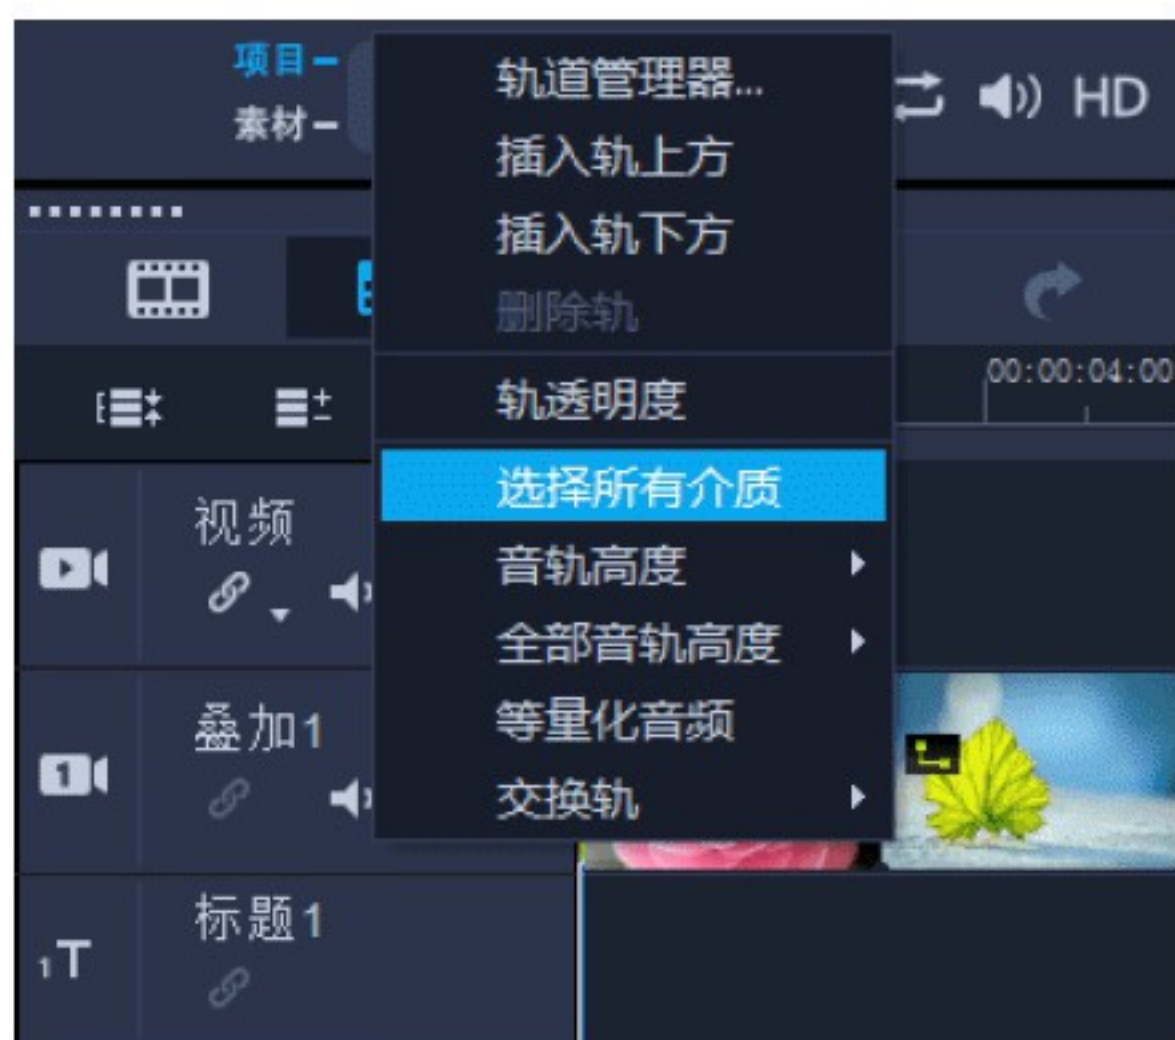 项目
素材
HD
轨道管理器...
插入轨上方
插入轨下方
删除轨
轨透明度
00:00:04:00
选择所有介质
视频
音轨高度
全部音轨高度
叠加1
1
等量化音频
交换轨
标题1
1T